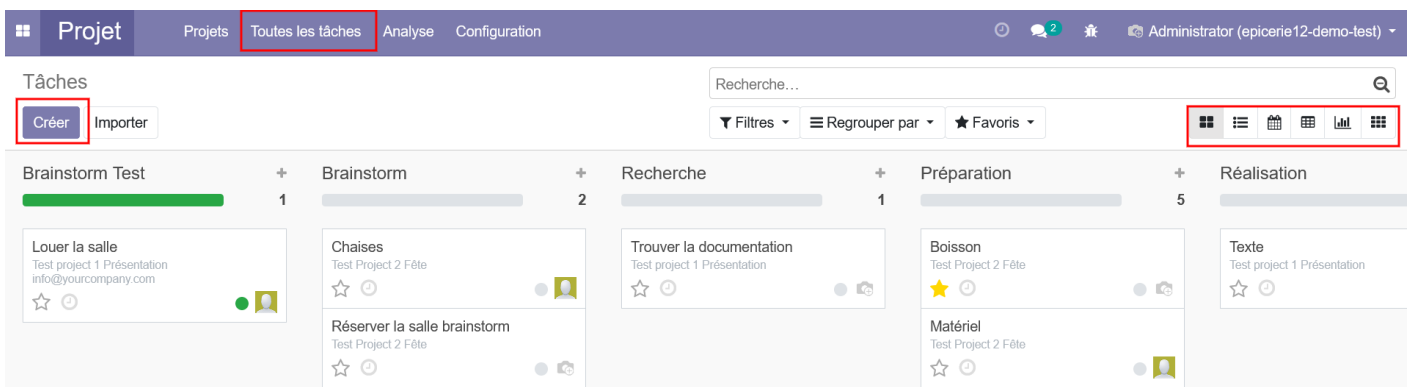 Projet
Projets
Toutes les tâches
Analyse
Configuration
2
Administrator (epicerie12-demo-test)
Tâches
Recherche...
Créer
Importer
Filtres
Regrouper par
Favoris
Brainstorm Test
1
Brainstorm
2
Recherche
1
Préparation
5
Réalisation
Louer la salle
Test project 1 Présentation
info@yourcompany.com
Chaises
Test Project 2 Fête
Réserver la salle brainstorm
Test Project 2 Fête
Trouver la documentation
Test project 1 Présentation
Boisson
Test Project 2 Fête
Matériel
Test Project 2 Fête
Texte
Test project 1 Présentation